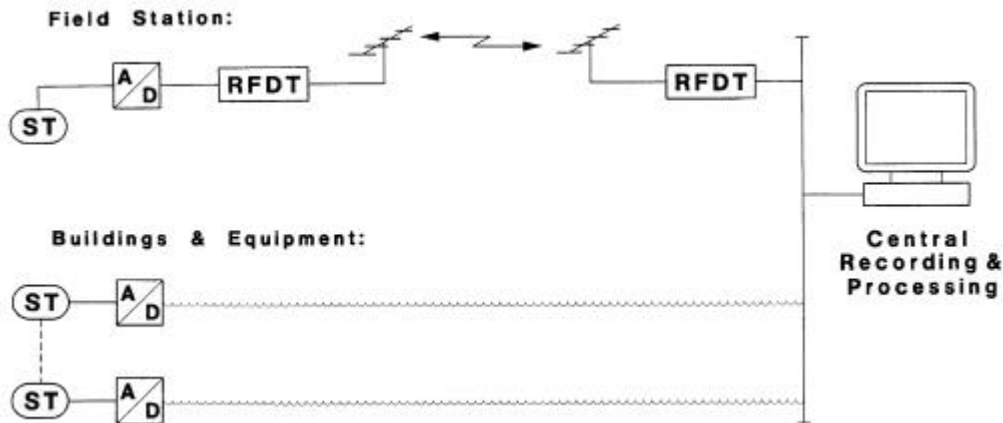 Field Station:
A
D
RFDT
RFDT
ST
Buildings & Equipment:
Central
Recording &
Processing
ST
A
D
ST
A
D